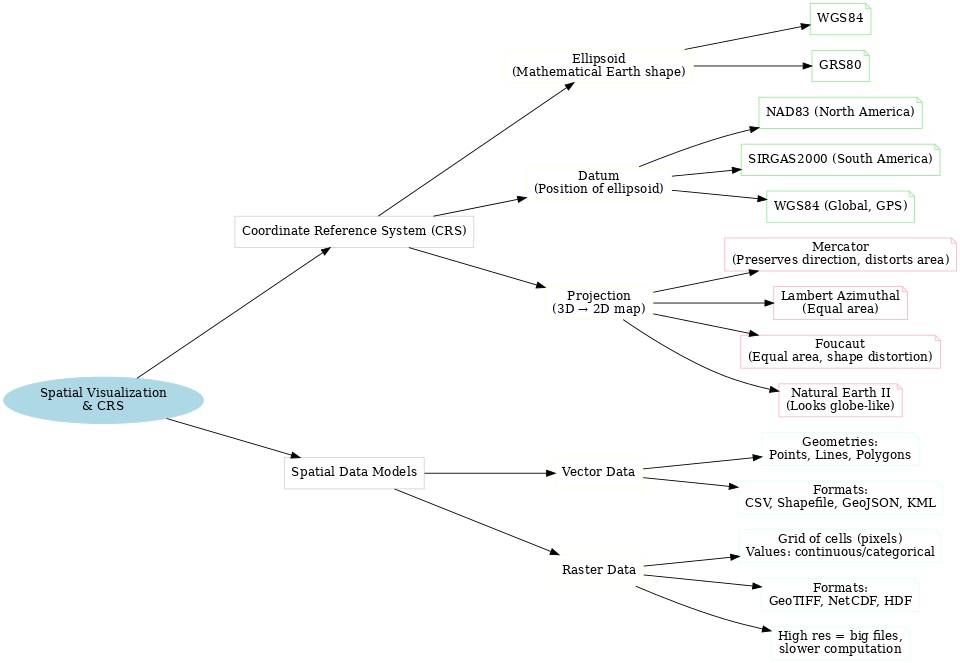 Spatial Visualization
& CRS
Coordinate Reference System (CRS)
Ellipsoid
(Mathematical Earth shape)
WGS84
GRS80
Datum
(Position of ellipsoid)
NAD83 (North America)
SIRGAS2000 (South America)
WGS84 (Global, GPS)
Projection
(3D → 2D map)
Mercator
(Preserves direction, distorts area)
Lambert Azimuthal
(Equal area)
Foucaut
(Equal area, shape distortion)
Natural Earth II
(Looks globe-like)
Spatial Data Models
Vector Data
Geometries:
Points, Lines, Polygons
Formats:
CSV, Shapefile, GeoJSON, KML
Raster Data
Grid of cells (pixels)
Values: continuous/categorical
Formats:
GeoTIFF, NetCDF, HDF
High res = big files,
slower computation